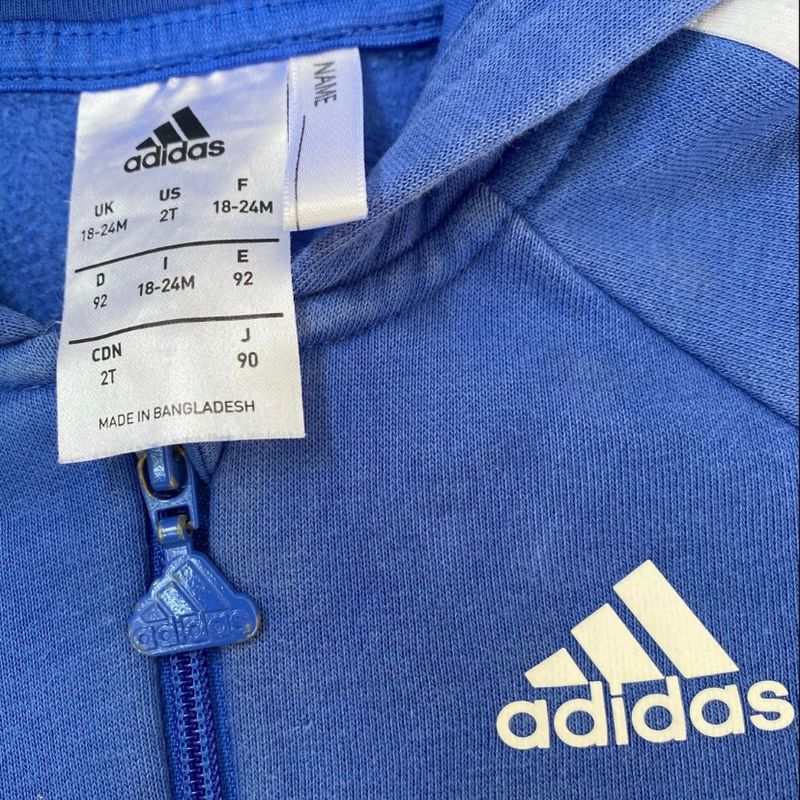 adidas
NAME
UK US F
18-24M 2T 18-24M
D I E
92 18-24M 92
CDN J
2T 90
MADE IN BANGLADESH
adidas
adidas